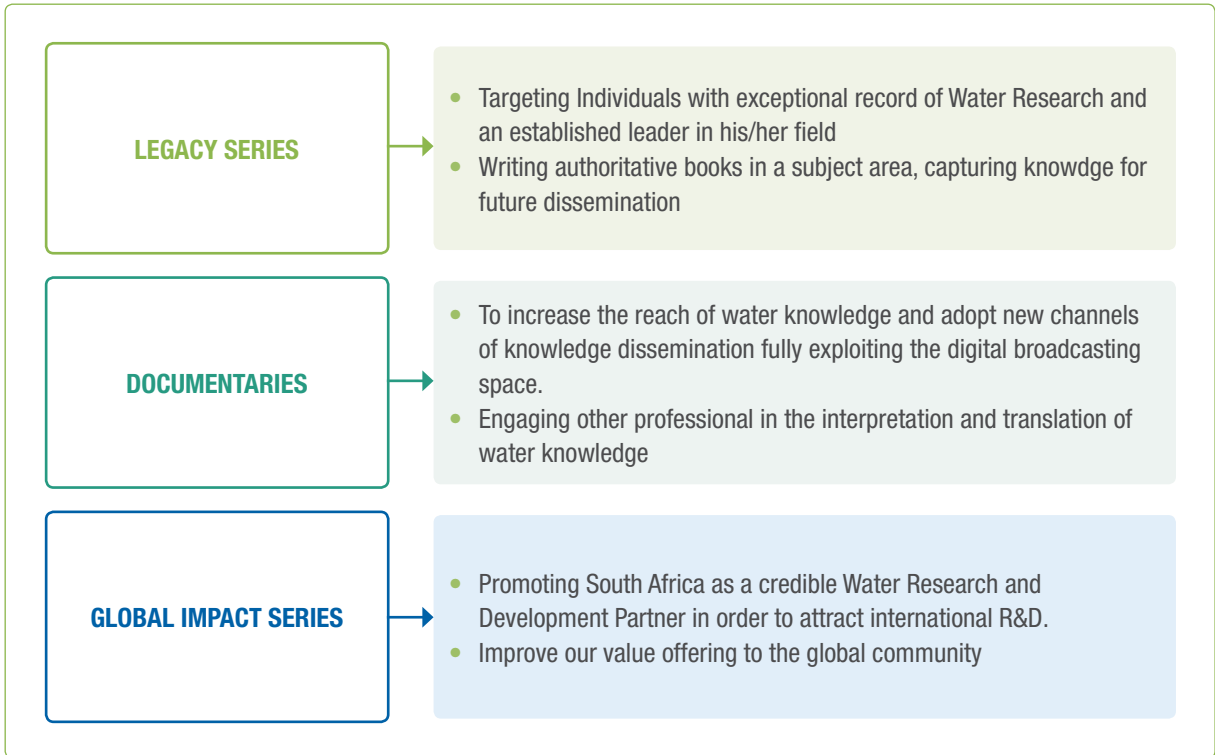 LEGACY SERIES
• Targeting Individuals with exceptional record of Water Research and
an established leader in his/her field
• Writing authoritative books in a subject area, capturing knowdge for
future dissemination
DOCUMENTARIES
• To increase the reach of water knowledge and adopt new channels
of knowledge dissemination fully exploiting the digital broadcasting
space.
• Engaging other professional in the interpretation and translation of
water knowledge
GLOBAL IMPACT SERIES
• Promoting South Africa as a credible Water Research and
Development Partner in order to attract international R&D.
• Improve our value offering to the global community